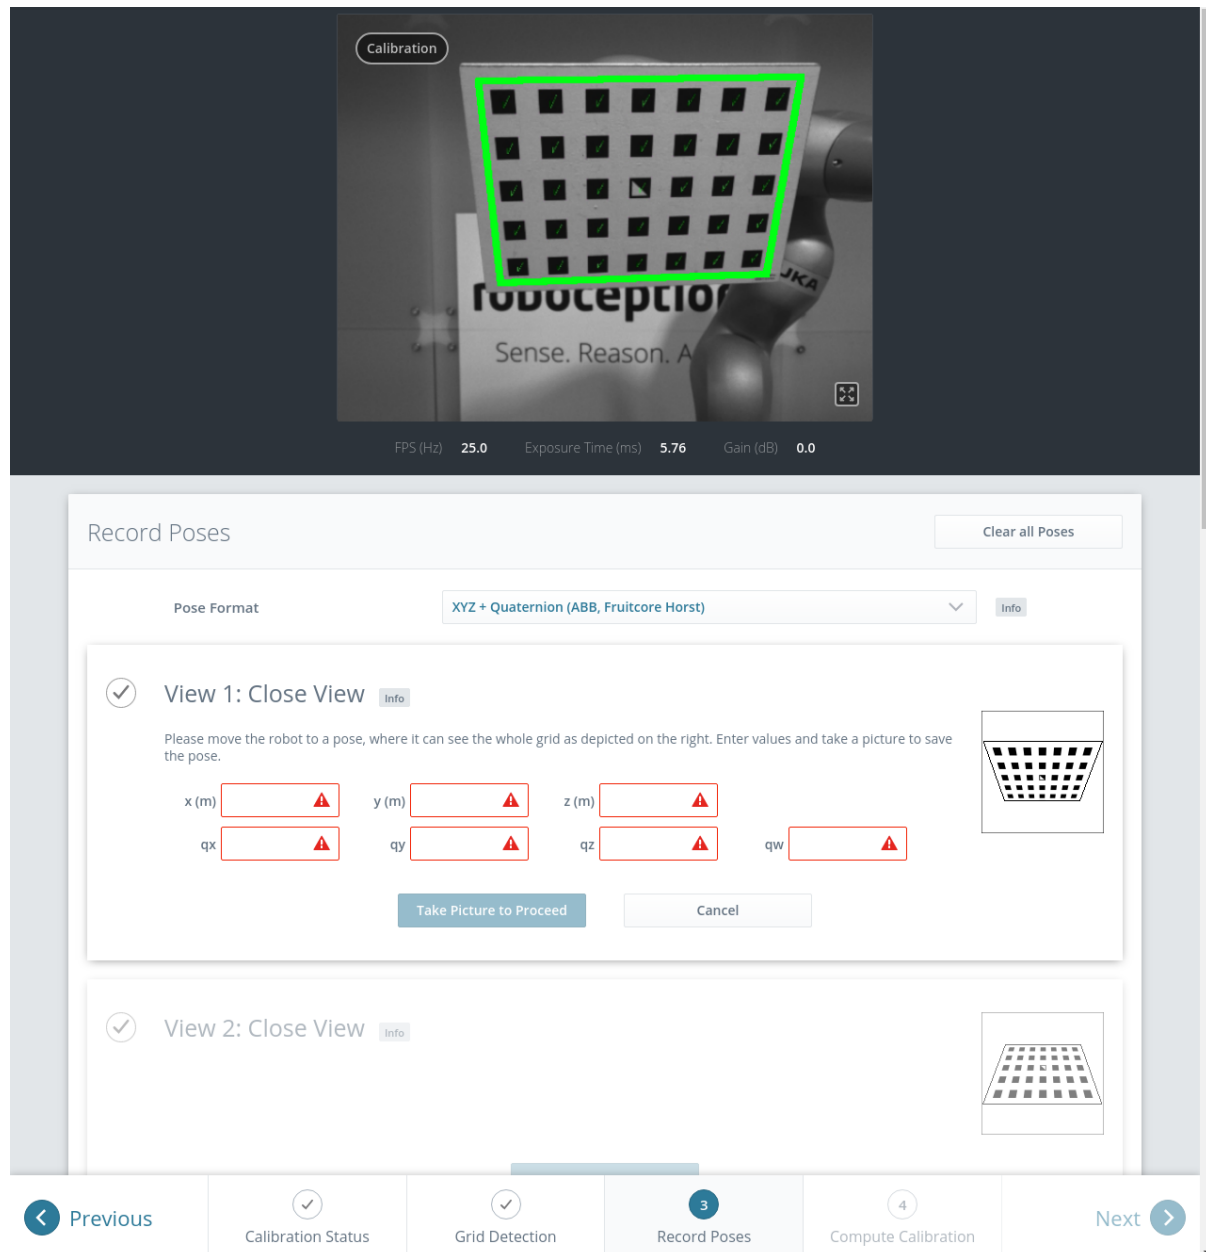 Calibration
roboception
Sense. Reason. A
FPS (Hz) 25.0 Exposure Time (ms) 5.76 Gain (dB) 0.0
Record Poses
Clear all Poses
Pose Format
XYZ + Quaternion (ABB, Fruitcore Horst)
Info
View 1: Close View Info
Please move the robot to a pose, where it can see the whole grid as depicted on the right. Enter values and take a picture to save
the pose.
x (m) y (m) z (m)
qx qy qz qw
Take Picture to Proceed Cancel
View 2: Close View Info
Previous
Calibration Status
Grid Detection
3
Record Poses
4
Compute Calibration
Next